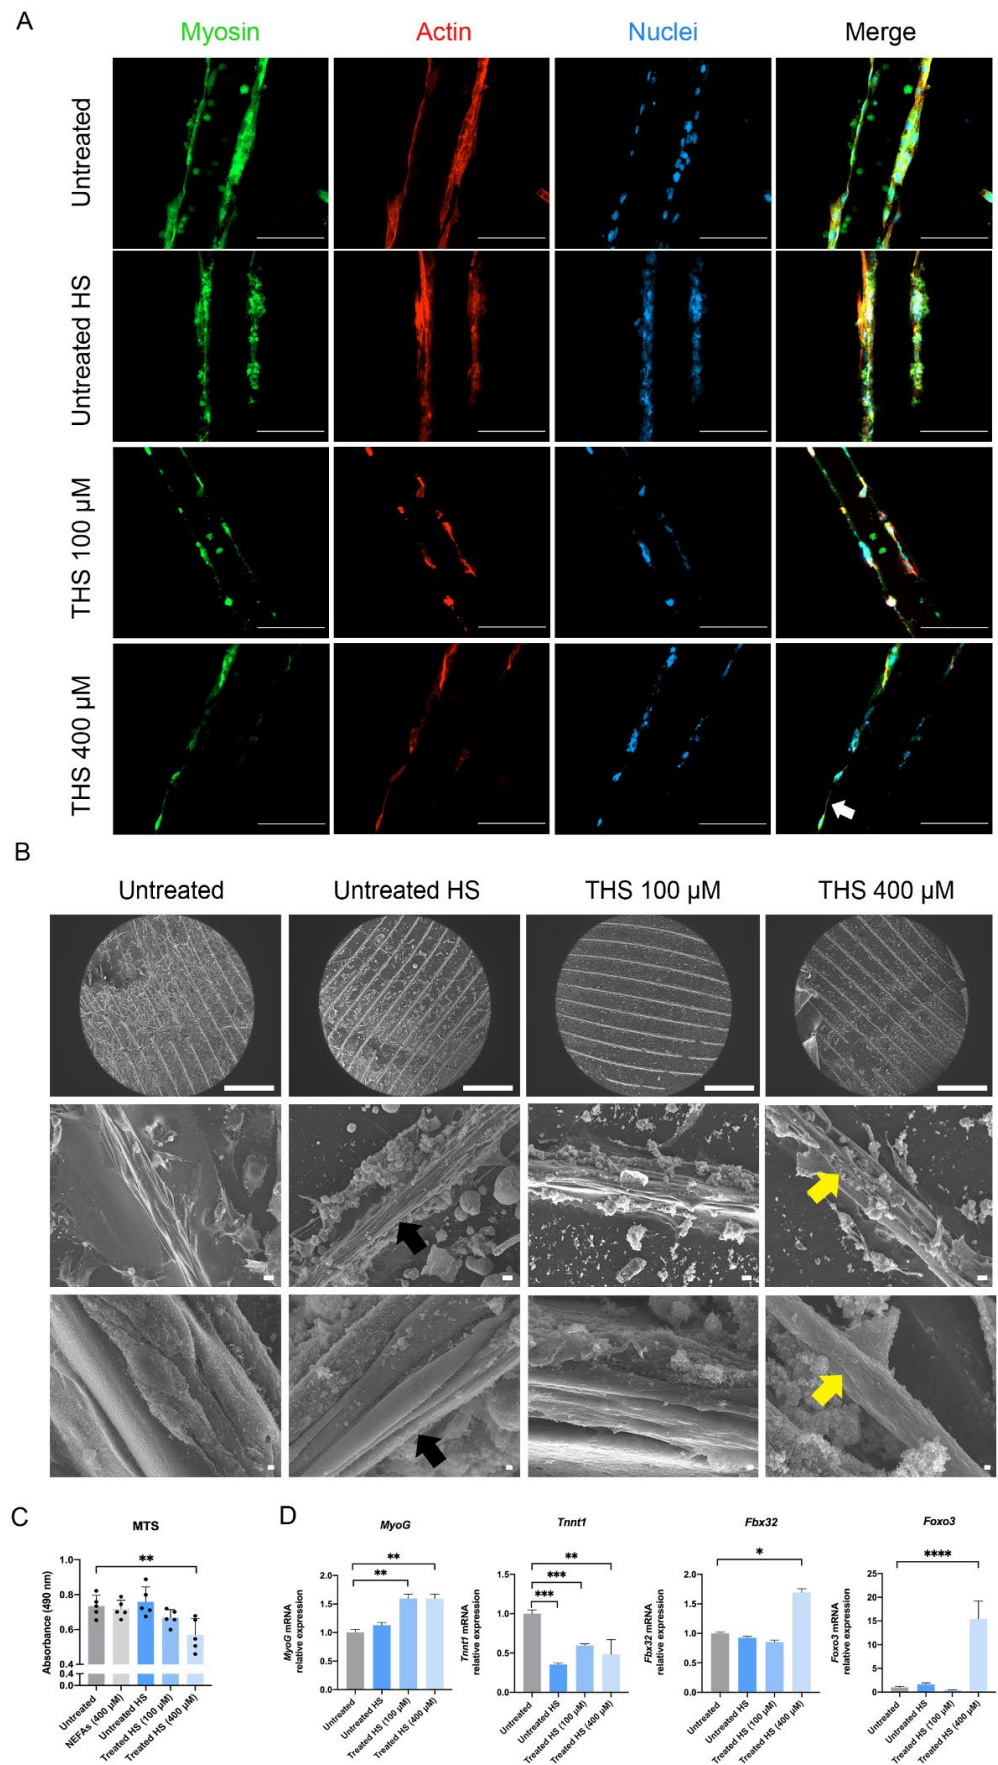 A
Myosin Actin Nuclei Merge
Untreated
Untreated HS
THS 100 µM
THS 400 µM
B
Untreated Untreated HS THS 100 µM THS 400 µM
C
MTS
Absorbance (490 nm)
1.0
0.8
0.6
0.4
0.4
0.0
**
Untreated
NEFAs (400 µM)
Untreated HS
Treated HS (100 µM)
Treated HS (400 µM)
D
MyoG
MyoG mRNA
relative expression
2.0
1.5
1.0
0.5
0.0
**
**
Untreated
Untreated HS
Treated HS (100 µM)
Treated HS (400 µM)
Tnnt1
Tnnt1 mRNA
relative expression
1.5
1.0
0.5
0.0
**
***
***
Untreated
Untreated HS
Treated HS (100 µM)
Treated HS (400 µM)
Fbx32
Fbx32 mRNA
relative expression
2.0
1.5
1.0
0.5
0.0
*
Untreated
Untreated HS
Treated HS (100 µM)
Treated HS (400 µM)
Foxo3
Foxo3 mRNA
relative expression
25
20
15
10
5
0
****
Untreated
Untreated HS
Treated HS (100 µM)
Treated HS (400 µM)